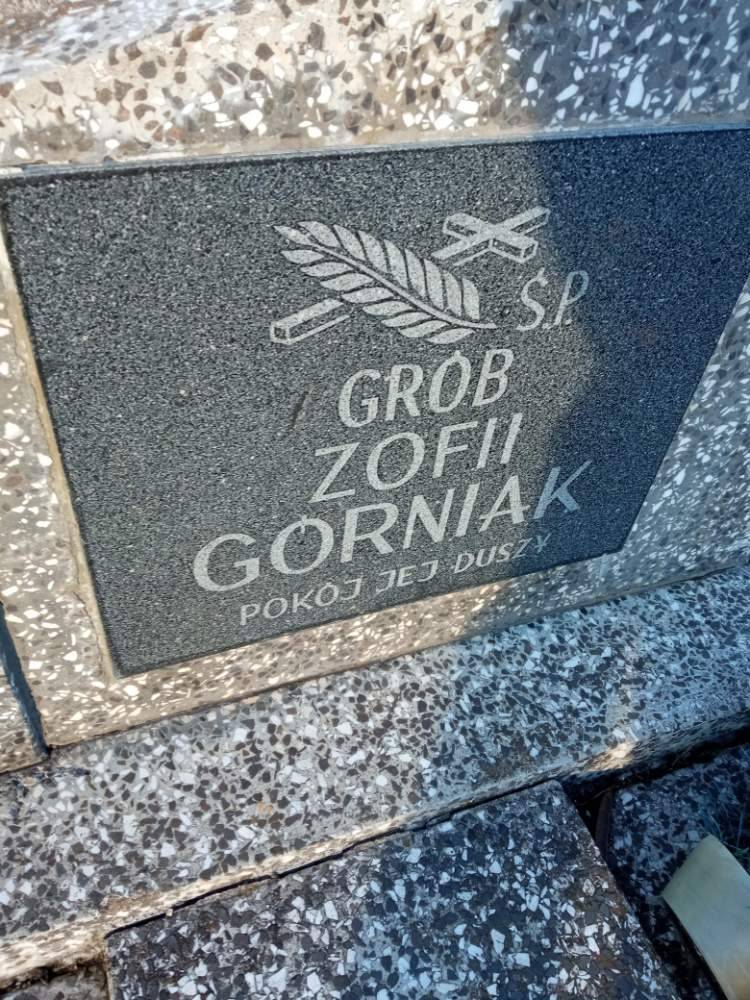 Ś.P.
GRÓB
ZOFII
GÓRNIAK
POKÓJ JEJ DUSZY